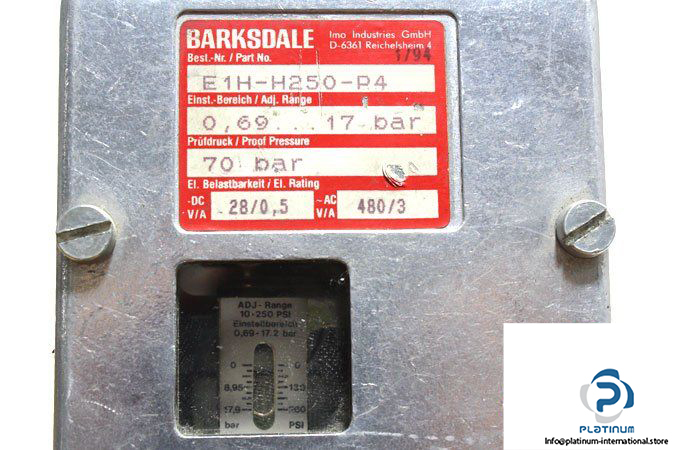 BARKSDALE
Imo Industries GmbH
D-6361 Reichelsheim 4
Best.-Nr. / Part No.
1/94
E1H-H250-P4
Einst.-Bereich / Adj. Range
0,69...17 bar
Prüfdruck / Proof Pressure
70 bar
El. Belastbarkeit / El. Rating
-DC V/A 28/0,5 ~AC V/A 480/3
ADJ - Range
10-250 PSI
Einstellbereich
0,69-17.2 bar
0 0
8,95 130
17,9 260
bar PSI
PLATINUM
info@platinum-international.store